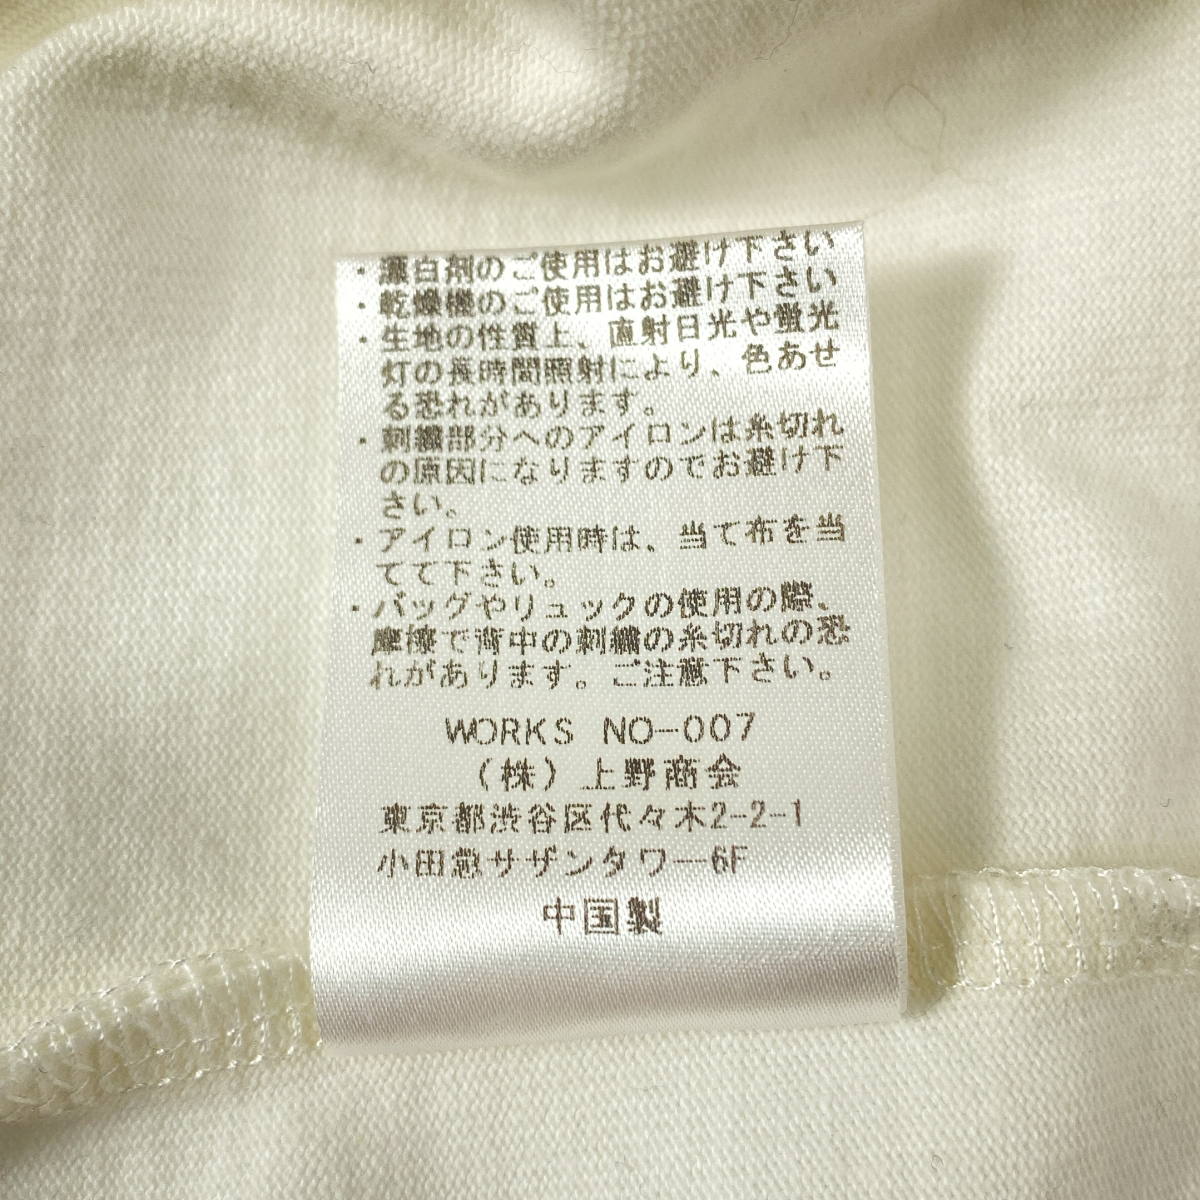 ・漂白剤のご使用はお避け下さい
・乾燥機のご使用はお避け下さい
・生地の性質上、直射日光や蛍光
灯の長時間照射により、色あせ
る恐れがあります。
・刺繍部分へのアイロンは糸切れ
の原因になりますのでお避け下
さい。
・アイロン使用時は、当て布を当
てて下さい。
・バッグやリュックの使用の際、
摩擦で背中の刺繍の糸切れの恐
れがあります。ご注意下さい。
WORKS NO-007
(株)上野商会
東京都渋谷区代々木2-2-1
小田急サザンタワー6F
中国製